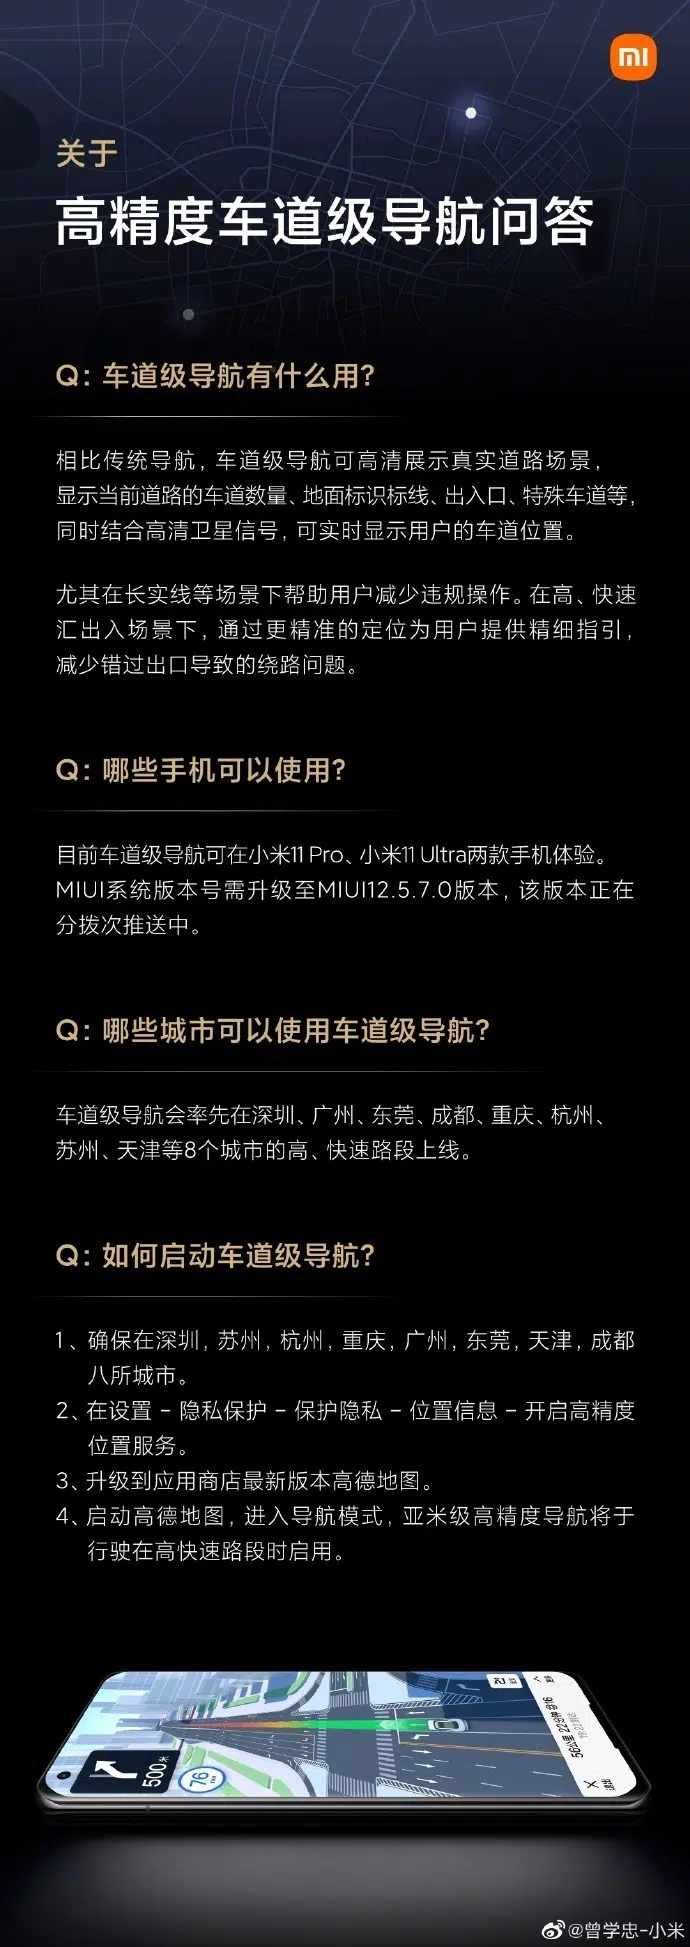 mi
关于
高精度车道级导航问答
Q: 车道级导航有什么用?
相比传统导航，车道级导航可高清展示真实道路场景，
显示当前道路的车道数量、地面标识标线、出入口、特殊车道等，
同时结合高清卫星信号，可实时显示用户的车道位置。
尤其在长实线等场景下帮助用户减少违规操作。在高、快速
汇出入场景下，通过更精准的定位为用户提供精细指引，
减少错过出口导致的绕路问题。
Q: 哪些手机可以使用?
目前车道级导航可在小米11 Pro、小米11 Ultra两款手机体验。
MIUI系统版本号需升级至MIUI12.5.7.0版本，该版本正在
分拨次推送中。
Q: 哪些城市可以使用车道级导航?
车道级导航会率先在深圳、广州、东莞、成都、重庆、杭州、
苏州、天津等8个城市的高、快速路段上线。
Q: 如何启动车道级导航?
1、确保在深圳，苏州，杭州，重庆，广州，东莞，天津，成都
八所城市。
2、在设置 – 隐私保护 – 保护隐私 – 位置信息 – 开启高精度
位置服务。
3、升级到应用商店最新版本高德地图。
4、启动高德地图，进入导航模式，亚米级高精度导航将于
行驶在高快速路段时启用。
500米
76
56公里 22分钟
退出
@曾学忠-小米